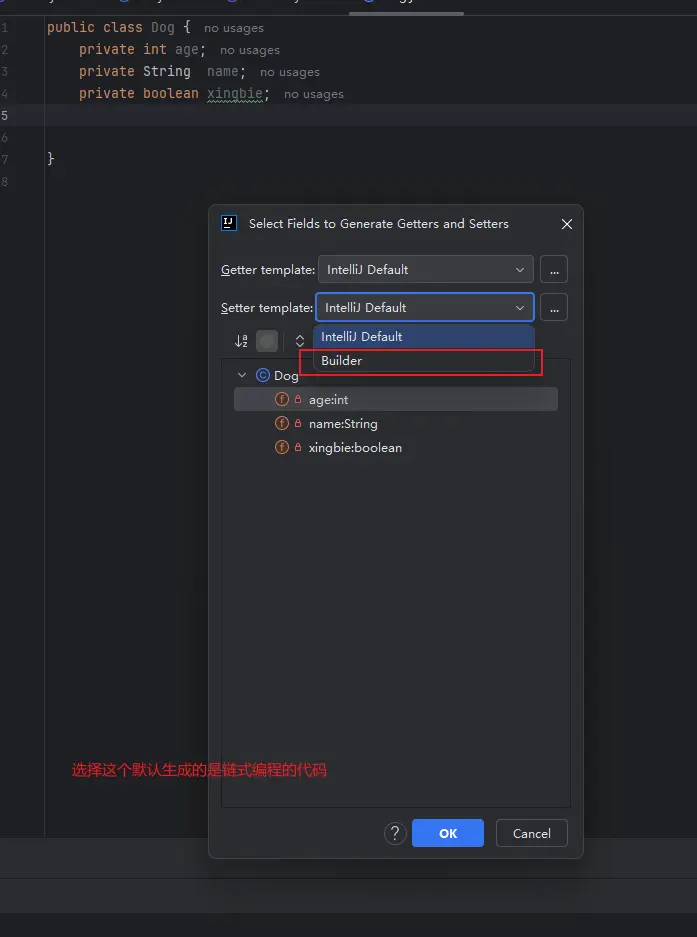 1 public class Dog { no usages
2 private int age; no usages
3 private String name; no usages
4 private boolean xingbie; no usages
5
6
7 }
8
Select Fields to Generate Getters and Setters
Getter template: IntelliJ Default ...
Setter template: IntelliJ Default ...
IntelliJ Default
Builder
Dog
age:int
name:String
xingbie:boolean
选择这个默认生成的是链式编程的代码
? OK Cancel